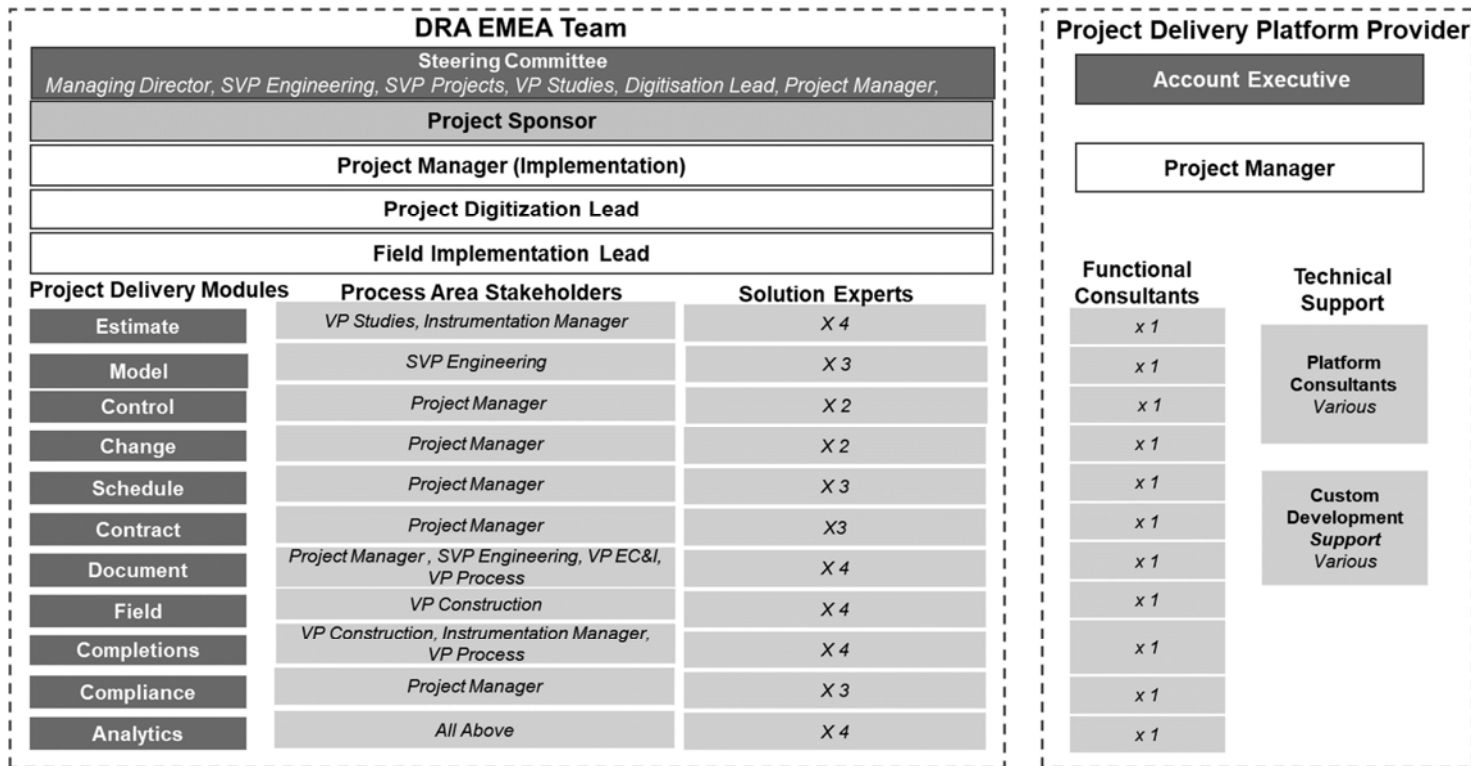 DRA EMEA Team
Steering Committee
Managing Director, SVP Engineering, SVP Projects, VP Studies, Digitisation Lead, Project Manager,
Project Sponsor
Project Manager (Implementation)
Project Digitization Lead
Field Implementation Lead
Project Delivery Modules
Process Area Stakeholders
Solution Experts
Estimate
VP Studies, Instrumentation Manager
X 4
Model
SVP Engineering
X 3
Control
Project Manager
X 2
Change
Project Manager
X 2
Schedule
Project Manager
X 3
Contract
Project Manager
X3
Document
Project Manager , SVP Engineering, VP EC&I,
VP Process
X 4
Field
VP Construction
X 4
Completions
VP Construction, Instrumentation Manager,
VP Process
X 4
Compliance
Project Manager
X 3
Analytics
All Above
X 4
Project Delivery Platform Provider
Account Executive
Project Manager
Functional
Consultants
x 1
x 1
x 1
x 1
x 1
x 1
x 1
x 1
x 1
x 1
x 1
Technical
Support
Platform
Consultants
Various
Custom
Development
Support
Various